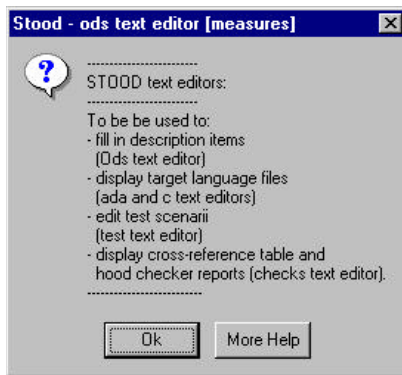 Stood - ods text editor [measures]
?
------------------------
STOOD text editors:
------------------------
To be be used to:
- fill in description items
(Ods text editor)
- display target language files
(ada and c text editors)
- edit test scenarii
(test text editor)
- display cross-reference table and
hood checker reports (checks text editor).
-------------------------
Ok More Help